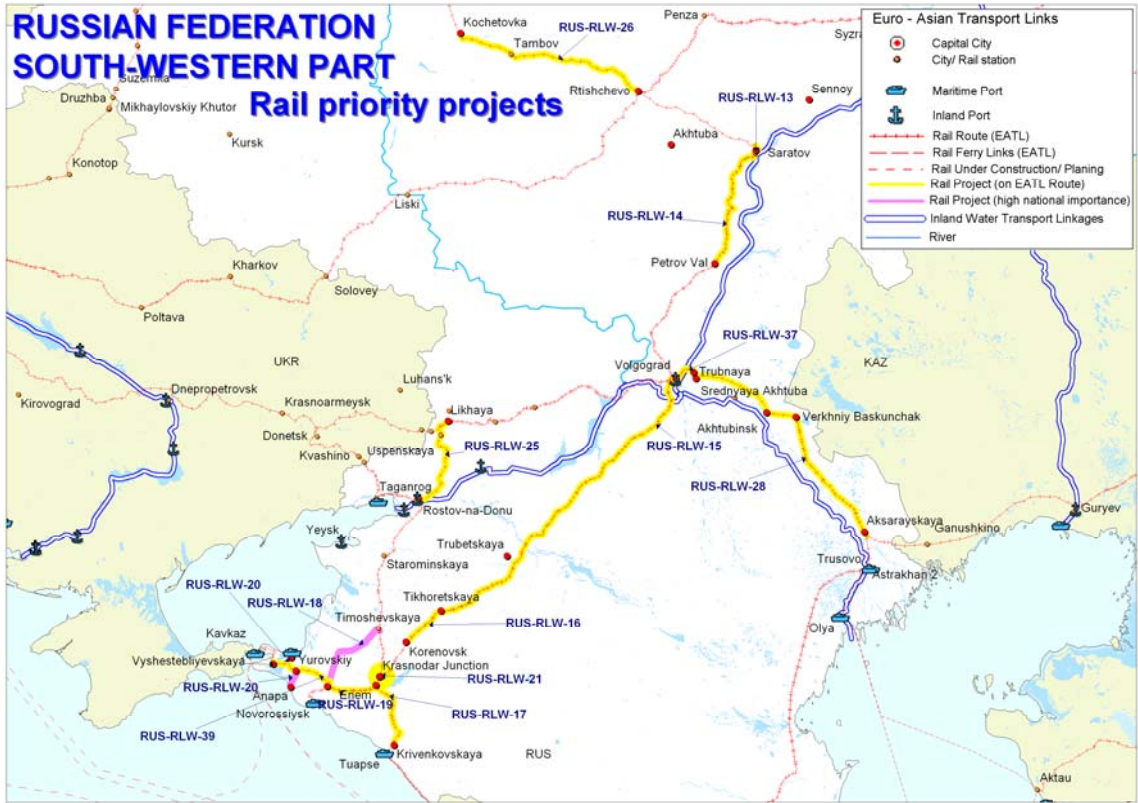 RUSSIAN FEDERATION
SOUTH-WESTERN PART
Rail priority projects
Euro - Asian Transport Links
Capital City
City/ Rail station
Maritime Port
Inland Port
Rail Route (EATL)
Rail Ferry Links (EATL)
Rail Under Construction/ Planing
Rail Project (on EATL Route)
Rail Project (high national importance)
Inland Water Transport Linkages
River
Kochetovka
Penza
Syzra
Tambov
RUS-RLW-26
Suzemka
Druzhba
Mikhaylovskiy Khutor
Rtishchevo
RUS-RLW-13
Sennoy
Kursk
Akhtuba
Saratov
Konotop
Liski
RUS-RLW-14
Petrov Val
Kharkov
Solovey
Poltava
RUS-RLW-37
UKR
Volgograd
Trubnaya
KAZ
Luhans'k
Srednyaya Akhtuba
Dnepropetrovsk
Kirovograd
Krasnoarmeysk
Likhaya
Verkhniy Baskunchak
Akhtubinsk
Donetsk
RUS-RLW-25
RUS-RLW-15
Kvashino
Uspenskaya
RUS-RLW-28
Taganrog
Rostov-na-Donu
Guryev
Aksarayskaya
Ganushkino
Yeysk
Trubetskaya
Starominskaya
Trusovo
Astrakhan 2
RUS-RLW-20
RUS-RLW-18
Tikhoretskaya
Timoshevskaya
RUS-RLW-16
Olya
Kavkaz
Korenovsk
Vyshestebliyevskaya
Yurovskiy
Krasnodar Junction
RUS-RLW-21
RUS-RLW-20
Anapa
Enem
RUS-RLW-19
Novorossiysk
RUS-RLW-17
RUS-RLW-39
Krivenkovskaya
RUS
Tuapse
Aktau